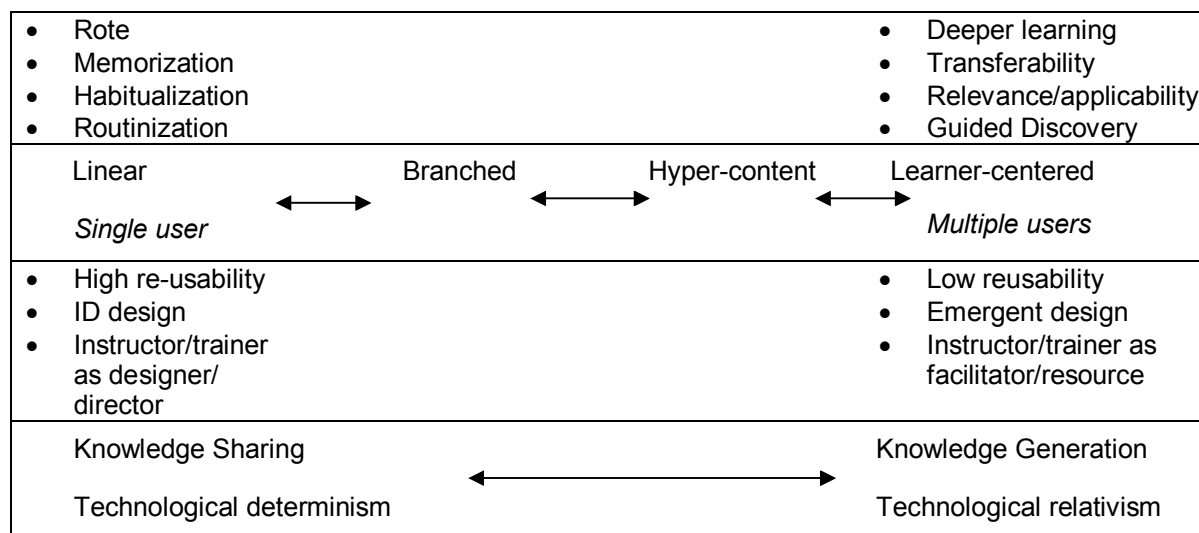 • Rote
• Memorization
• Habitualization
• Routinization
• Deeper learning
• Transferability
• Relevance/applicability
• Guided Discovery
Linear Branched Hyper-content Learner-centered
Single user Multiple users
• High re-usability
• ID design
• Instructor/trainer
as designer/
director
• Low reusability
• Emergent design
• Instructor/trainer as
facilitator/resource
Knowledge Sharing Knowledge Generation
Technological determinism Technological relativism